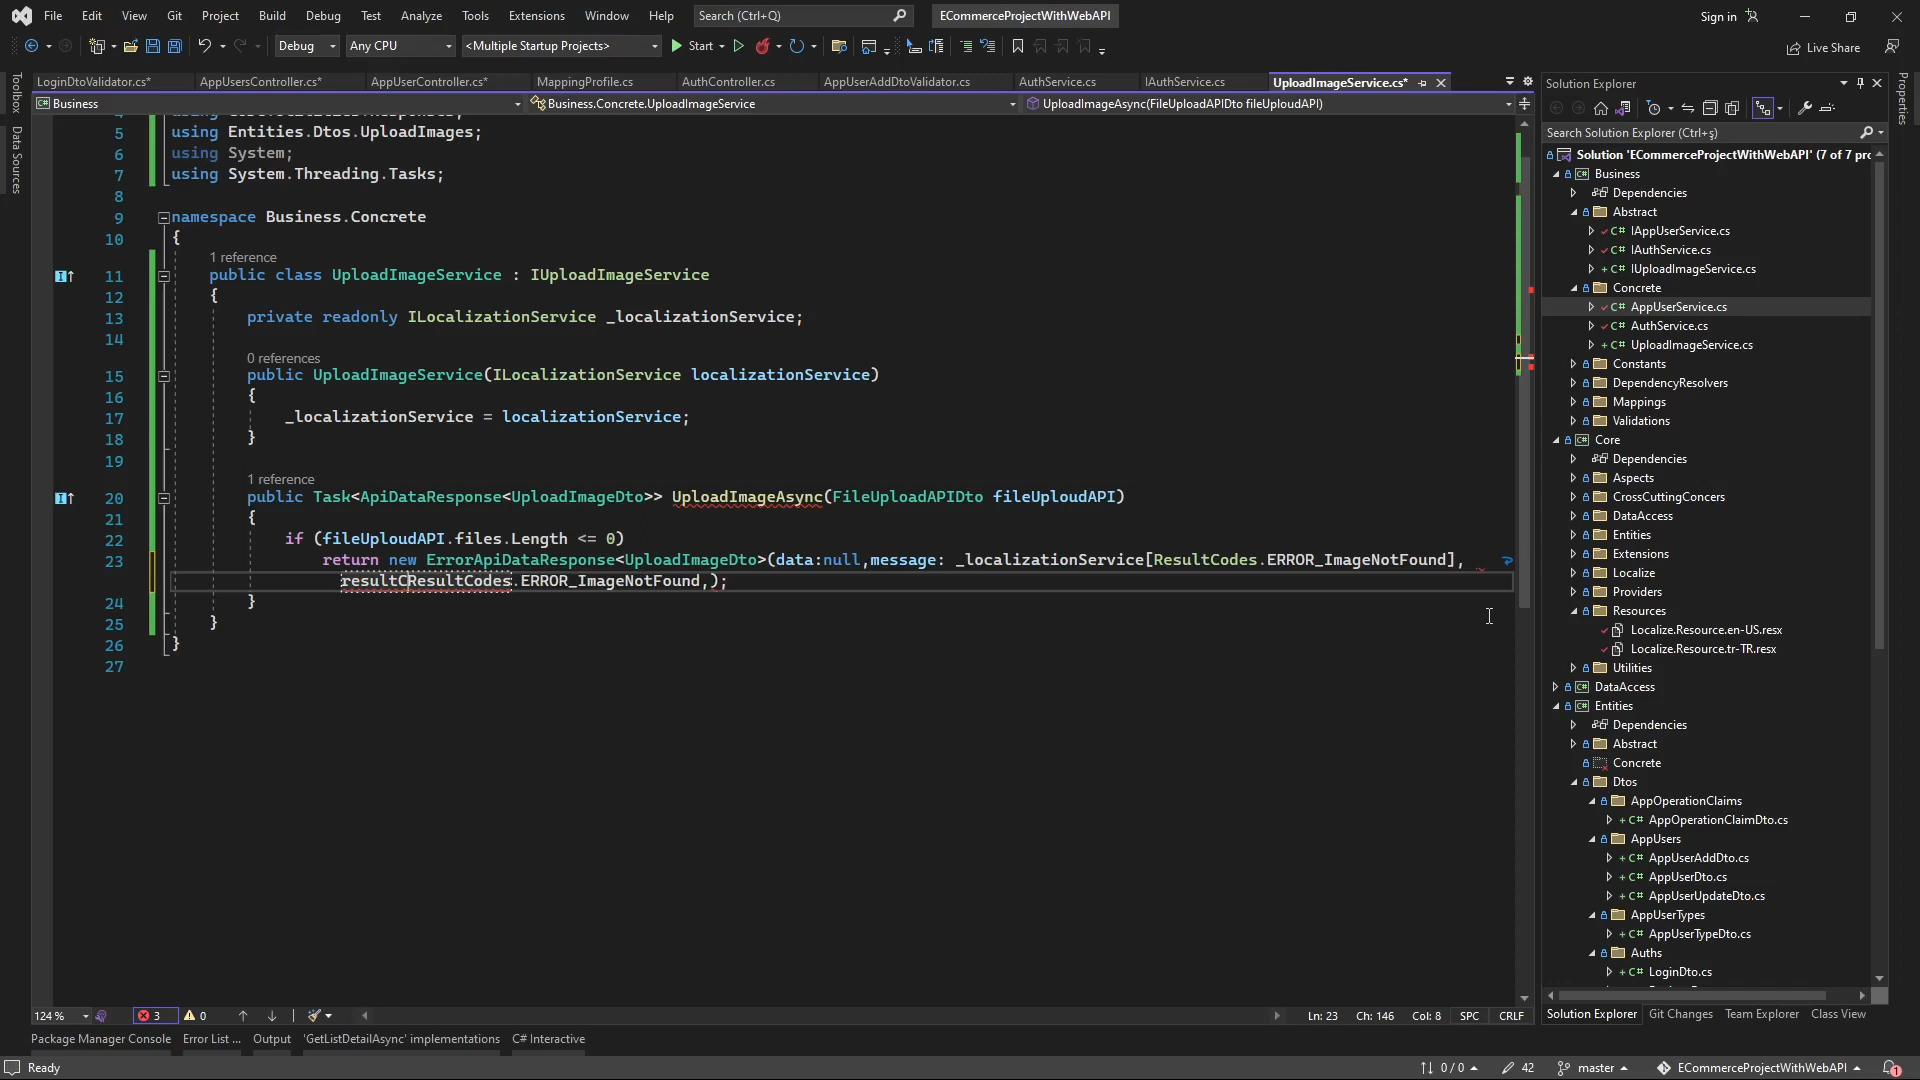 File Edit View Git Project Build Debug Test Analyze Tools Extensions Window Help Search (Ctrl+Q) ECommerceProjectWithWebAPI Sign in
Debug Any CPU <Multiple Startup Projects> Start Live Share
LoginDtoValidator.cs* AppUsersController.cs* AppUserController.cs* MappingProfile.cs AuthController.cs AppUserAddDtoValidator.cs AuthService.cs IAuthService.cs UploadImageService.cs*
Business Business.Concrete.UploadImageService UploadImageAsync(FileUploadAPIDto fileUploudAPI)
Toolbox
Data Sources
5 using Entities.Dtos.UploadImages;
6 using System;
7 using System.Threading.Tasks;
8
9 namespace Business.Concrete
10 {
1 reference
11 public class UploadImageService : IUploadImageService
12 {
13 private readonly ILocalizationService _localizationService;
14
0 references
15 public UploadImageService(ILocalizationService localizationService)
16 {
17 _localizationService = localizationService;
18 }
19
1 reference
20 public Task<ApiDataResponse<UploadImageDto>> UploadImageAsync(FileUploadAPIDto fileUploudAPI)
21 {
22 if (fileUploudAPI.files.Length <= 0)
23 return new ErrorApiDataResponse<UploadImageDto>(data:null,message: _localizationService[ResultCodes.ERROR_ImageNotFound],
resultCResultCodes.ERROR_ImageNotFound,);
24 }
25 }
26 }
27
124 % 3 0 Ln: 23 Ch: 146 Col: 8 SPC CRLF
Package Manager Console Error List ... Output 'GetListDetailAsync' implementations C# Interactive
Ready 0 / 0 42 master ECommerceProjectWithWebAPI 1
Solution Explorer
Search Solution Explorer (Ctrl+ş)
Solution 'ECommerceProjectWithWebAPI' (7 of 7 pro
Business
Dependencies
Abstract
IAppUserService.cs
IAuthService.cs
IUploadImageService.cs
Concrete
AppUserService.cs
AuthService.cs
UploadImageService.cs
Constants
DependencyResolvers
Mappings
Validations
Core
Dependencies
Aspects
CrossCuttingConcers
DataAccess
Entities
Extensions
Localize
Providers
Resources
Localize.Resource.en-US.resx
Localize.Resource.tr-TR.resx
Utilities
DataAccess
Entities
Dependencies
Abstract
Concrete
Dtos
AppOperationClaims
AppOperationClaimDto.cs
AppUsers
AppUserAddDto.cs
AppUserDto.cs
AppUserUpdateDto.cs
AppUserTypes
AppUserTypeDto.cs
Auths
LoginDto.cs
Solution Explorer Git Changes Team Explorer Class View
Properties